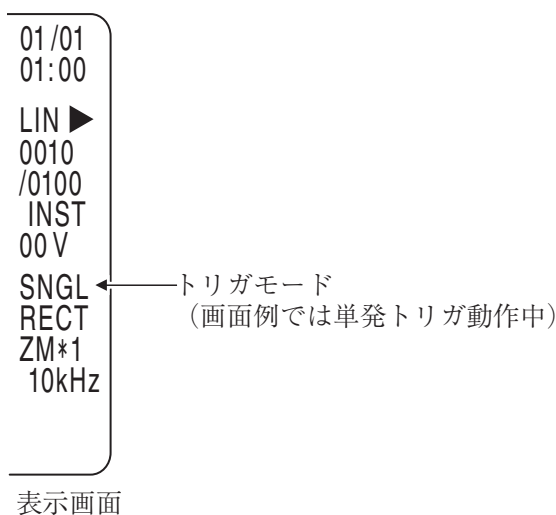 01/01
01:00
LIN ▶
0010
/0100
INST
00 V
SNGL
トリガモード
RECT
（画面例では単発トリガ動作中）
ZM*1
10kHz
表示画面